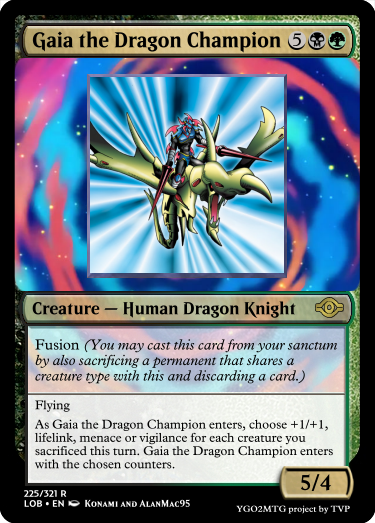 Gaia the Dragon Champion 5
Creature — Human Dragon Knight
Fusion (You may cast this card from your sanctum
by also sacrificing a permanent that shares a
creature type with this and discarding a card.)
Flying
As Gaia the Dragon Champion enters, choose +1/+1,
lifelink, menace or vigilance for each creature you
sacrificed this turn. Gaia the Dragon Champion enters
with the chosen counters.
5/4
225/321 R
LOB • EN Konami and AlanMac95
YGO2MTG project by TVP